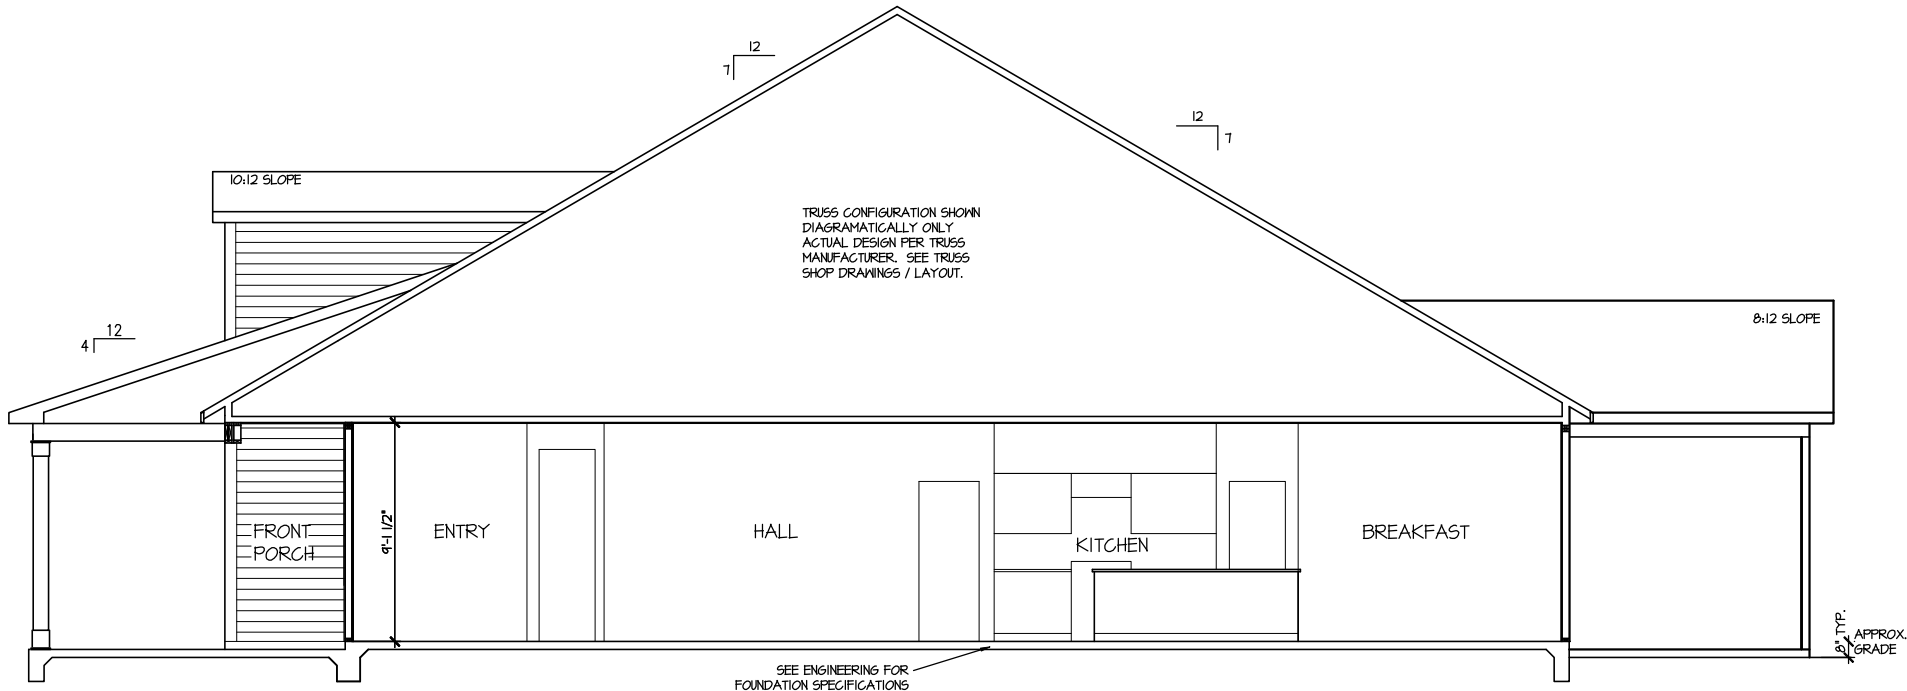 12
7
12
7
10:12 SLOPE
TRUSS CONFIGURATION SHOWN
DIAGRAMATICALLY ONLY
ACTUAL DESIGN PER TRUSS
MANUFACTURER. SEE TRUSS
SHOP DRAWINGS / LAYOUT.
8:12 SLOPE
12
4
FRONT
PORCH
9'-1 1/2"
ENTRY
HALL
KITCHEN
BREAKFAST
8" TYP.
APPROX.
GRADE
SEE ENGINEERING FOR
FOUNDATION SPECIFICATIONS